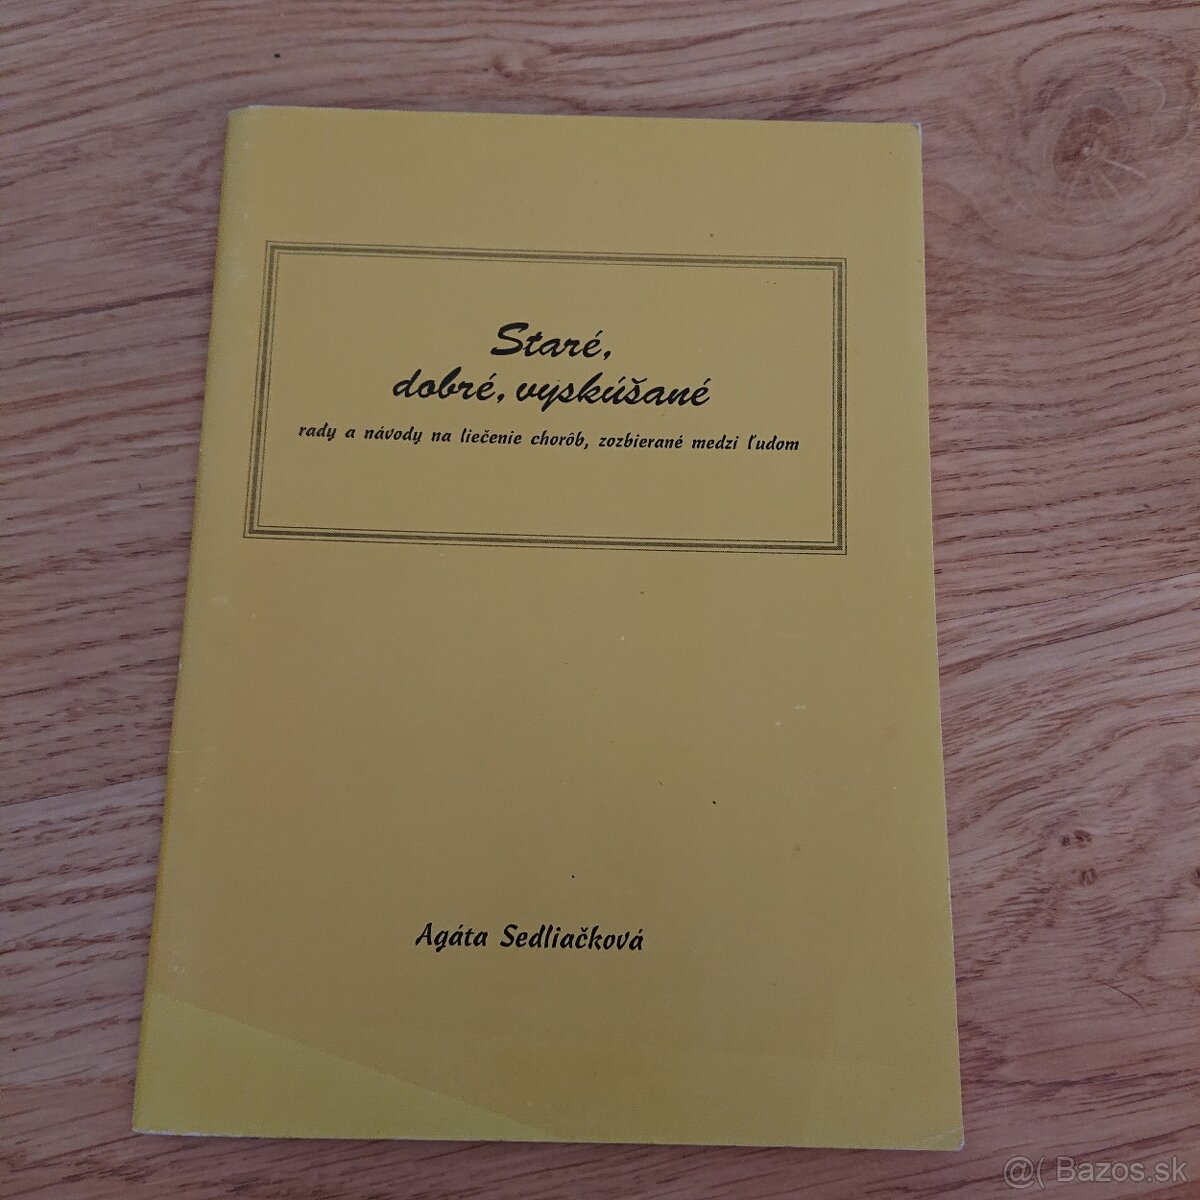 Staré,
dobré, vyskúšané
rady a návody na liečenie chorôb, zozbierané medzi ľudom
Agáta Sedliačková
@( Bazos.sk